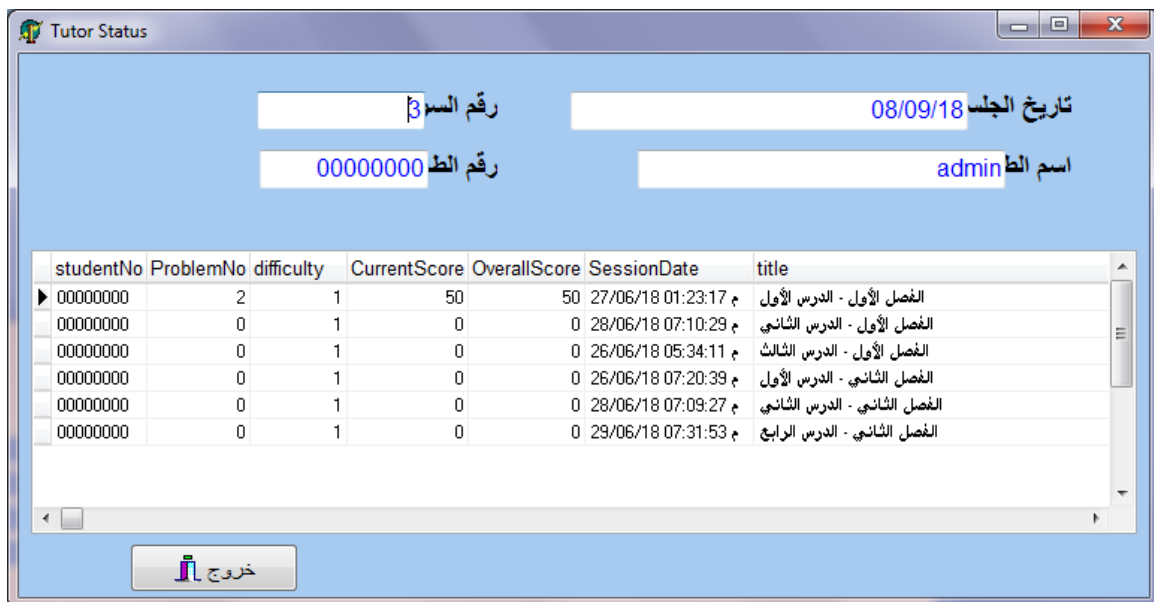 Tutor Status
تاريخ الجلس 08/09/18 رقم السو 3
اسم الط admin رقم الط 00000000
studentNo ProblemNo difficulty CurrentScore OverallScore SessionDate title
00000000 2 1 50 50 27/06/18 01:23:17 م الفصل الأول - الدرس الأول
00000000 0 1 0 0 28/06/18 07:10:29 م الفصل الأول - الدرس الثاني
00000000 0 1 0 0 26/06/18 05:34:11 م الفصل الأول - الدرس الثالث
00000000 0 1 0 0 26/06/18 07:20:39 م الفصل الثاني - الدرس الأول
00000000 0 1 0 0 28/06/18 07:09:27 م الفصل الثاني - الدرس الثاني
00000000 0 1 0 0 29/06/18 07:31:53 م الفصل الثاني - الدرس الرابع
خروج